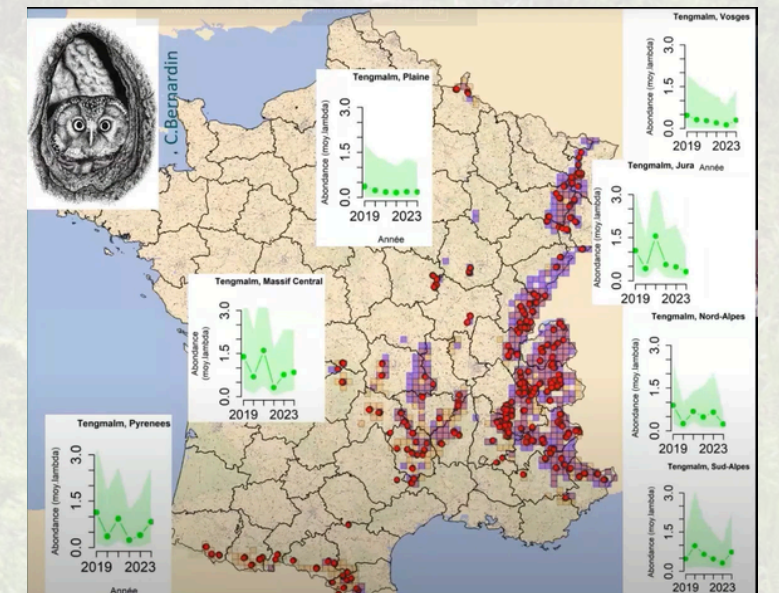 C.Bernardin
Tengmalm, Plaine
Abondance (moy.lambda)
3.0
1.5
0.0
2019 2023
Année
Tengmalm, Vosges
Abondance (moy.lambda)
3.0
1.5
0.0
2019 2023
Année
Tengmalm, Jura
Abondance (moy.lambda)
3.0
1.5
0.0
2019 2023
Tengmalm, Massif Central
Abondance
(moy.lambda)
3.0
1.5
0.0
2019 2023
Tengmalm, Nord-Alpes
Abondance (moy.lambda)
3.0
1.5
0.0
2019 2023
Tengmalm, Pyrenees
Abondance (moy.lambda)
3.0
1.5
0.0
2019 2023
Année
Tengmalm, Sud-Alpes
Abondance (moy.lambda)
3.0
1.5
0.0
2019 2023